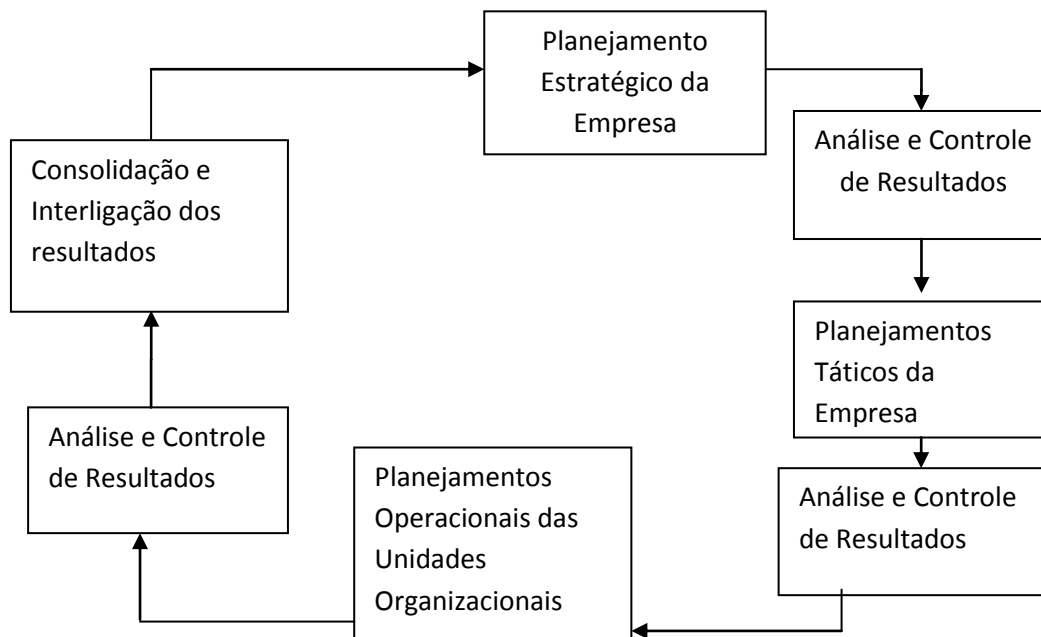 Planejamento
Estratégico da
Empresa
Análise e Controle
de Resultados
Planejamentos
Táticos da
Empresa
Análise e Controle
de Resultados
Planejamentos
Operacionais das
Unidades
Organizacionais
Análise e Controle
de Resultados
Consolidação e
Interligação dos
resultados